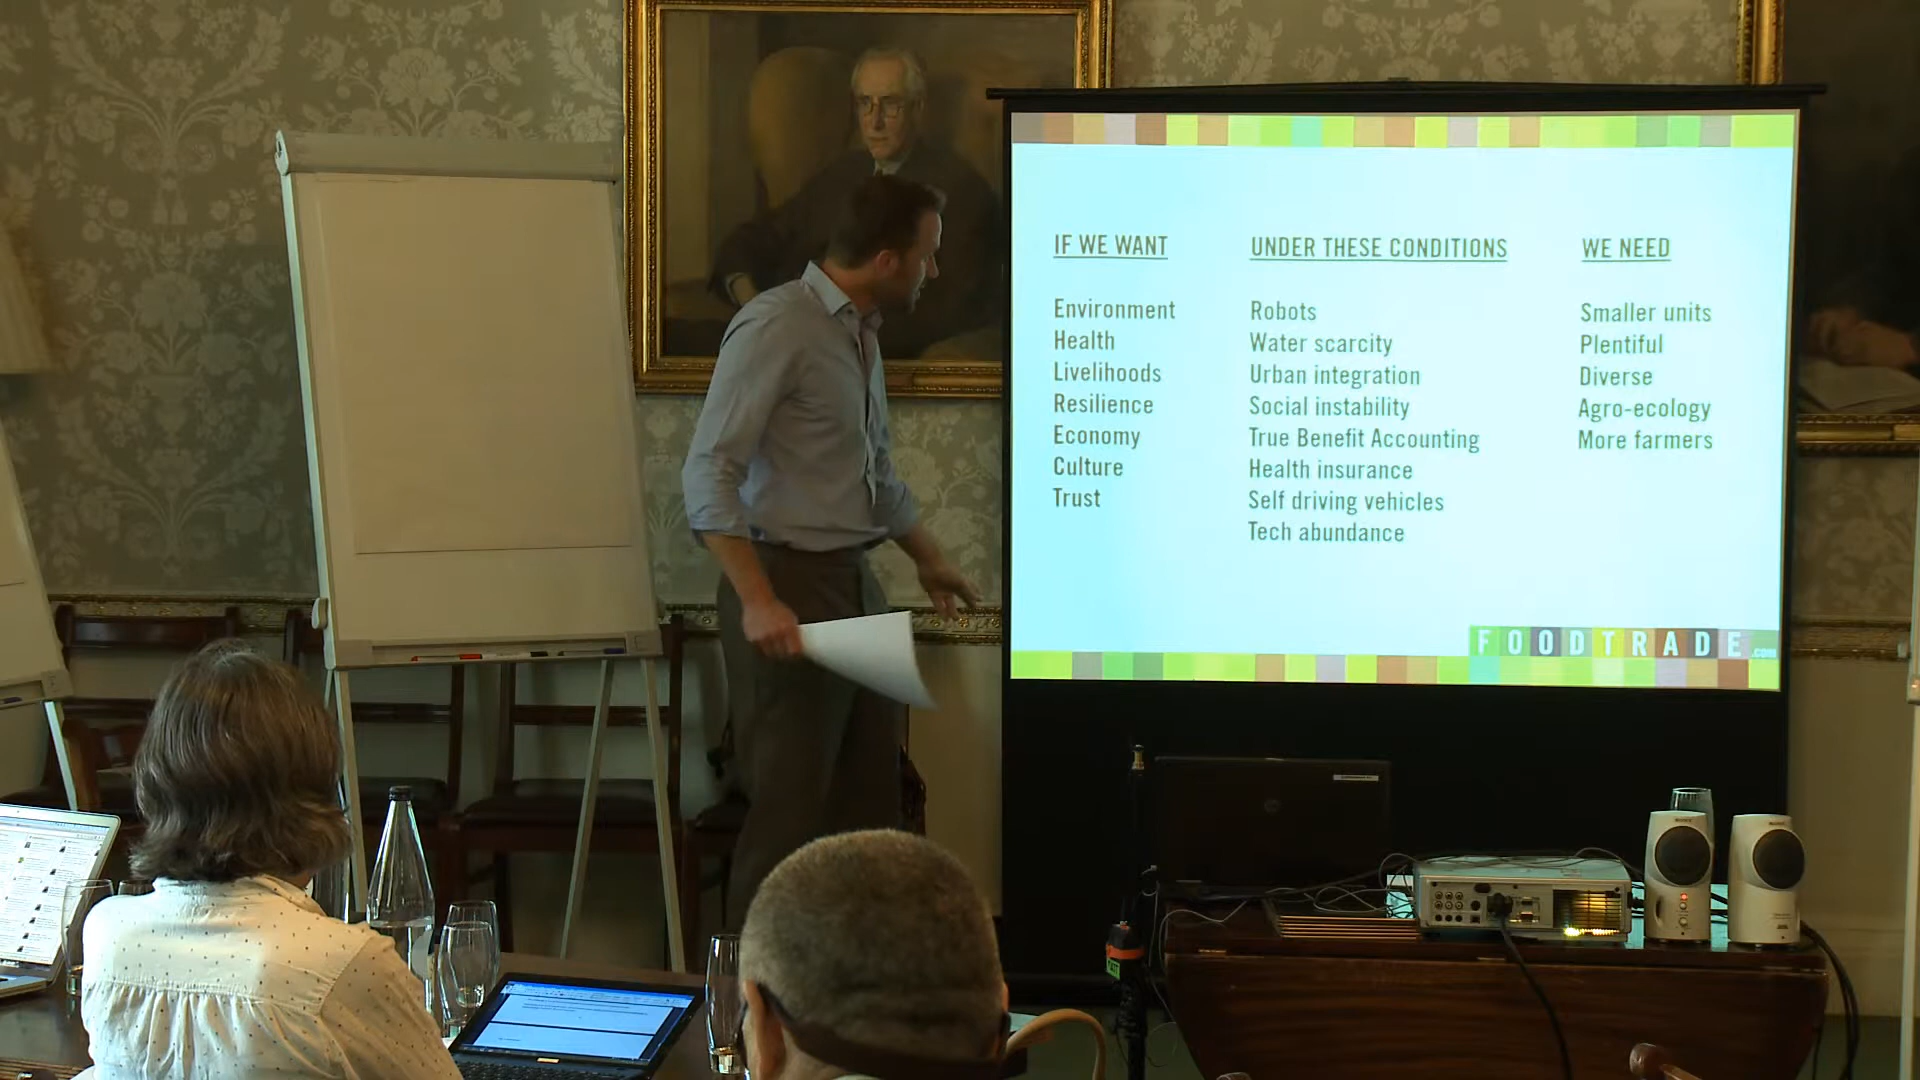 IF WE WANT
Environment
Health
Livelihoods
Resilience
Economy
Culture
Trust
UNDER THESE CONDITIONS
Robots
Water scarcity
Urban integration
Social instability
True Benefit Accounting
Health insurance
Self driving vehicles
Tech abundance
WE NEED
Smaller units
Plentiful
Diverse
Agro-ecology
More farmers
FOODTRADE.com